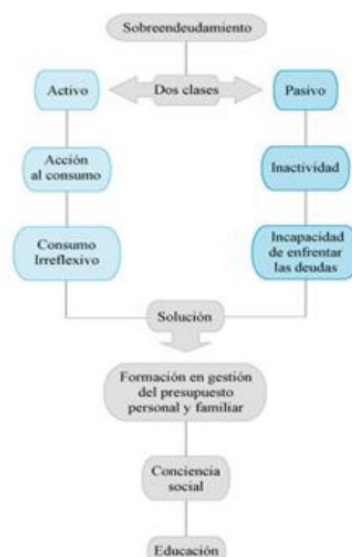 Sobreendeudamiento
Activo
Dos clases
Pasivo
Acción
al consumo
Inactividad
Consumo
Irreflexivo
Incapacidad
de enfrentar
las deudas
Solución
Formación en gestión
del presupuesto
personal y familiar
Conciencia
social
Educación